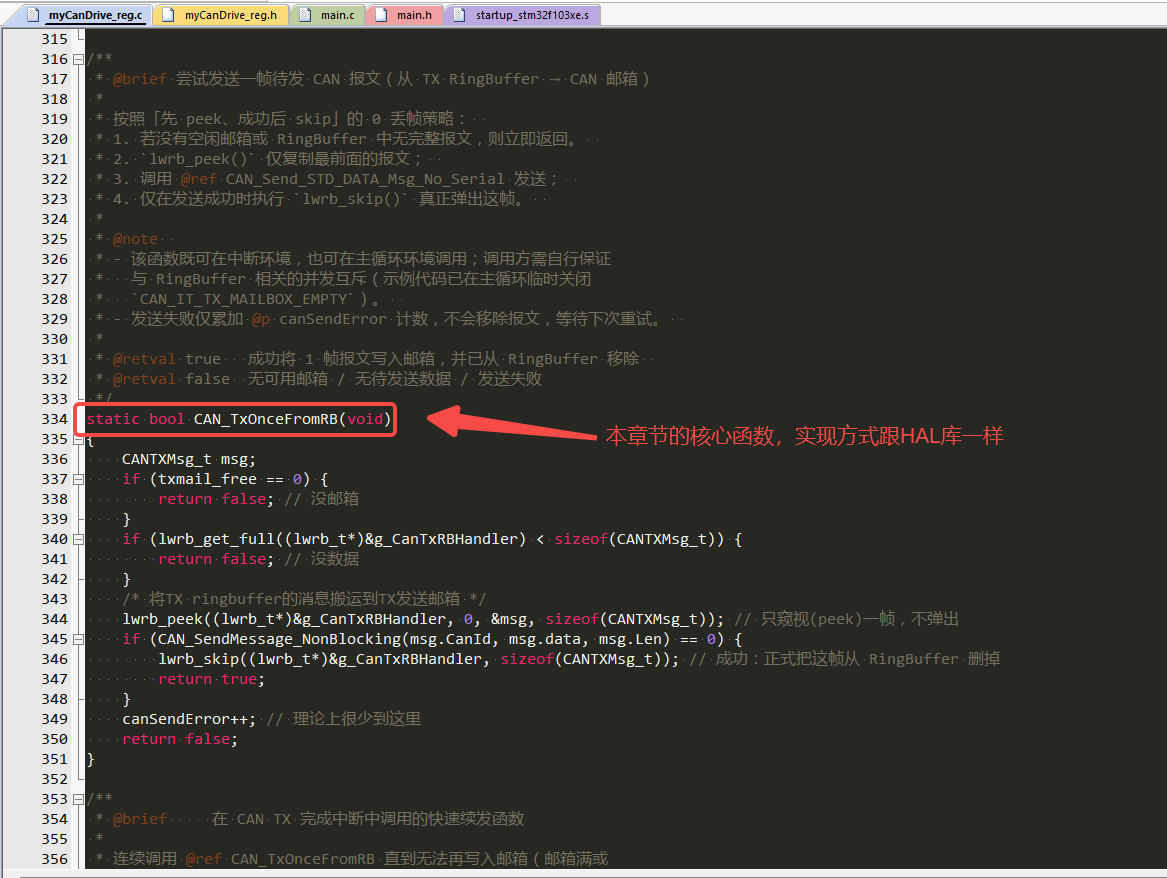 myCanDrive_reg.c myCanDrive_reg.h main.c main.h startup_stm32f103xe.s
315
316 /**
317 * @brief 尝试发送一帧待发 CAN 报文（从 TX RingBuffer → CAN 邮箱）
318 *
319 * 按照「先 peek、成功后 skip」的 0 丢帧策略：
320 * 1. 若没有空闲邮箱或 RingBuffer 中无完整报文，则立即返回。
321 * 2. `lwrb_peek()` 仅复制最前面的报文；
322 * 3. 调用 @ref CAN_Send_STD_DATA_Msg_No_Serial 发送；
323 * 4. 仅在发送成功时执行 `lwrb_skip()` 真正弹出这帧。
324 *
325 * @note
326 * - 该函数既可在中断环境，也可在主循环环境调用；调用方需自行保证
327 * 与 RingBuffer 相关的并发互斥（示例代码已在主循环临时关闭
328 * `CAN_IT_TX_MAILBOX_EMPTY`）。
329 * - 发送失败仅累加 @p canSendError 计数，不会移除报文，等待下次重试。
330 *
331 * @retval true 成功将 1 帧报文写入邮箱，并已从 RingBuffer 移除
332 * @retval false 无可用邮箱 / 无待发送数据 / 发送失败
333 */
334 static bool CAN_TxOnceFromRB(void)
本章节的核心函数，实现方式跟HAL库一样
335 {
336 CANTXMsg_t msg;
337 if (txmail_free == 0) {
338 return false; // 没邮箱
339 }
340 if (lwrb_get_full((lwrb_t*)&g_CanTxRBHandler) < sizeof(CANTXMsg_t)) {
341 return false; // 没数据
342 }
343 /* 将TX ringbuffer的消息搬运到TX发送邮箱 */
344 lwrb_peek((lwrb_t*)&g_CanTxRBHandler, 0, &msg, sizeof(CANTXMsg_t)); // 只窥视(peek)一帧，不弹出
345 if (CAN_SendMessage_NonBlocking(msg.CanId, msg.data, msg.Len) == 0) {
346 lwrb_skip((lwrb_t*)&g_CanTxRBHandler, sizeof(CANTXMsg_t)); // 成功：正式把这帧从 RingBuffer 删掉
347 return true;
348 }
349 canSendError++; // 理论上很少到这里
350 return false;
351 }
352
353 /**
354 * @brief 在 CAN TX 完成中断中调用的快速续发函数
355 *
356 * 连续调用 @ref CAN_TxOnceFromRB 直到无法再写入邮箱（邮箱满或